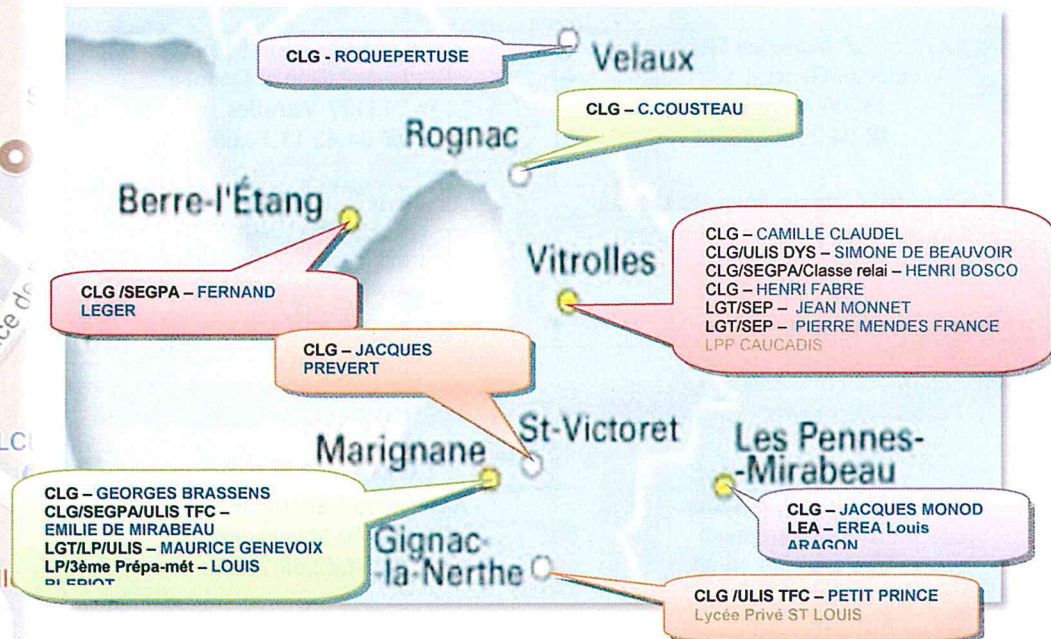 CLG - ROQUEPERTUSE
Velaux
CLG – C.COUSTEAU
Rognac
Berre-l'Étang
CLG /SEGPA – FERNAND
LEGER
Vitrolles
CLG – CAMILLE CLAUDEL
CLG/ULIS DYS – SIMONE DE BEAUVOIR
CLG/SEGPA/Classe relai – HENRI BOSCO
CLG – HENRI FABRE
LGT/SEP – JEAN MONNET
LGT/SEP – PIERRE MENDES FRANCE
LPP CAUCADIS
CLG – JACQUES
PREVERT
St-Victoret
Marignane
CLG – GEORGES BRASSENS
CLG/SEGPA/ULIS TFC –
EMILIE DE MIRABEAU
LGT/LP/ULIS – MAURICE GENEVOIX
LP/3ème Prépa-mét – LOUIS
BLERIOT
Les Pennes-
-Mirabeau
CLG – JACQUES MONOD
LEA – EREA Louis
ARAGON
Gignac-
-la-Nerthe
CLG /ULIS TFC – PETIT PRINCE
Lycée Privé ST LOUIS